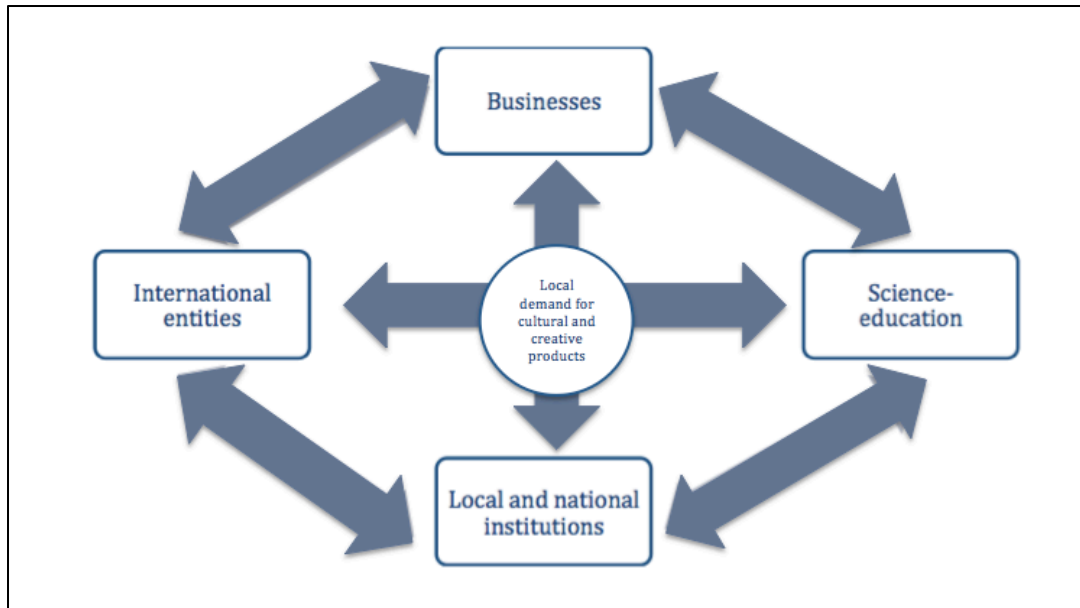 Businesses
International
entities
Local
demand for
cultural and
creative
products
Science-
education
Local and national
institutions